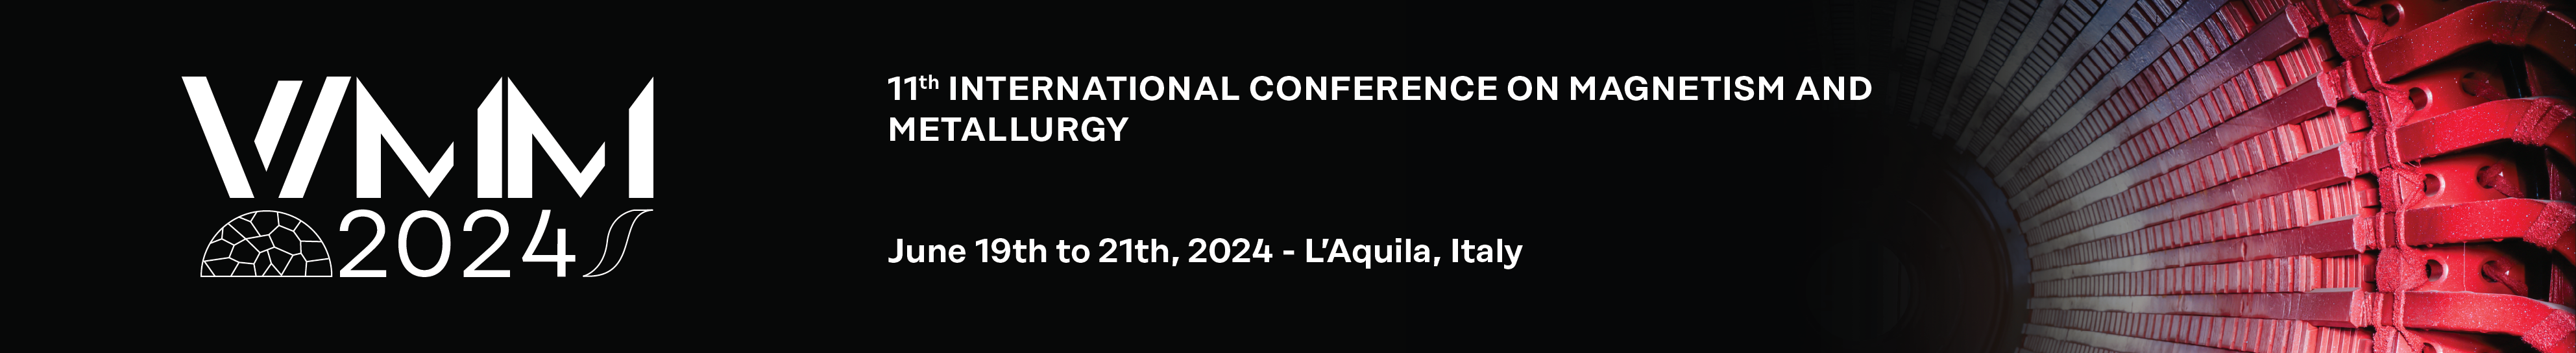 WMM
2024
11th INTERNATIONAL CONFERENCE ON MAGNETISM AND
METALLURGY
June 19th to 21th, 2024 - L’Aquila, Italy